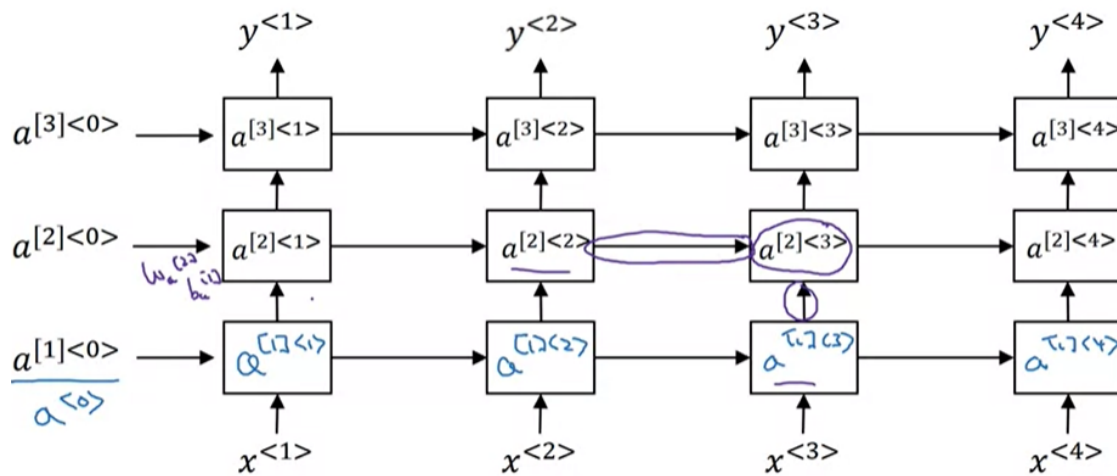 y<1> y<2> y<3> y<4>
a[3]<0> a[3]<1> a[3]<2> a[3]<3> a[3]<4>
a[2]<0> a[2]<1> a[2]<2> a[2]<3> a[2]<4>
a[1]<0> a[1]<1> a[1]<2> a[1]<3> a[1]<4>
a<0>
x<1> x<2> x<3> x<4>